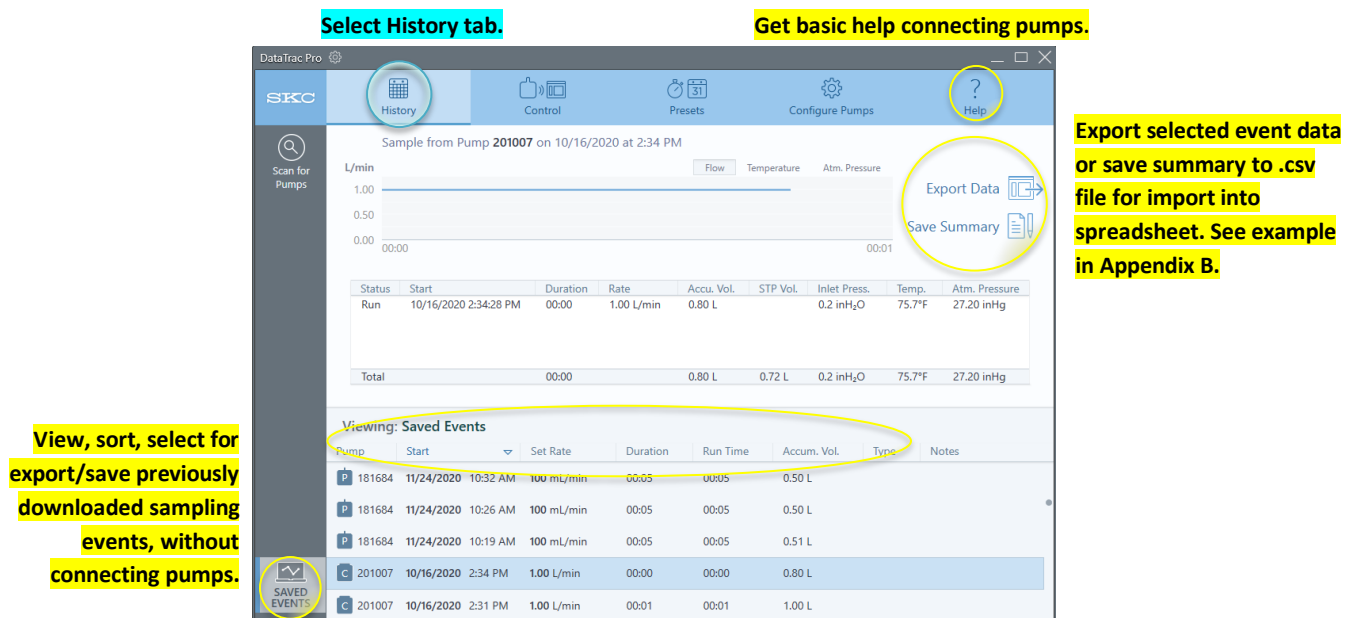 Select History tab.
Get basic help connecting pumps.
DataTrac Pro
SKC
History
Control
31
Presets
Configure Pumps
?
Help
Scan for
Pumps
Sample from Pump 201007 on 10/16/2020 at 2:34 PM
L/min
Flow Temperature Atm. Pressure
1.00
0.50
0.00
00:00 00:01
Export Data
Save Summary
Export selected event data
or save summary to .csv
file for import into
spreadsheet. See example
in Appendix B.
Status Start Duration Rate Accu. Vol. STP Vol. Inlet Press. Temp. Atm. Pressure
Run 10/16/2020 2:34:28 PM 00:00 1.00 L/min 0.80 L 0.2 inH₂O 75.7°F 27.20 inHg
Total 00:00 0.80 L 0.72 L 0.2 inH₂O 75.7°F 27.20 inHg
View, sort, select for
export/save previously
downloaded sampling
events, without
connecting pumps.
Viewing: Saved Events
Pump Start Set Rate Duration Run Time Accum. Vol. Type Notes
P 181684 11/24/2020 10:32 AM 100 mL/min 00:05 00:05 0.50 L
P 181684 11/24/2020 10:26 AM 100 mL/min 00:05 00:05 0.50 L
P 181684 11/24/2020 10:19 AM 100 mL/min 00:05 00:05 0.51 L
C 201007 10/16/2020 2:34 PM 1.00 L/min 00:00 00:00 0.80 L
C 201007 10/16/2020 2:31 PM 1.00 L/min 00:01 00:01 1.00 L
SAVED
EVENTS